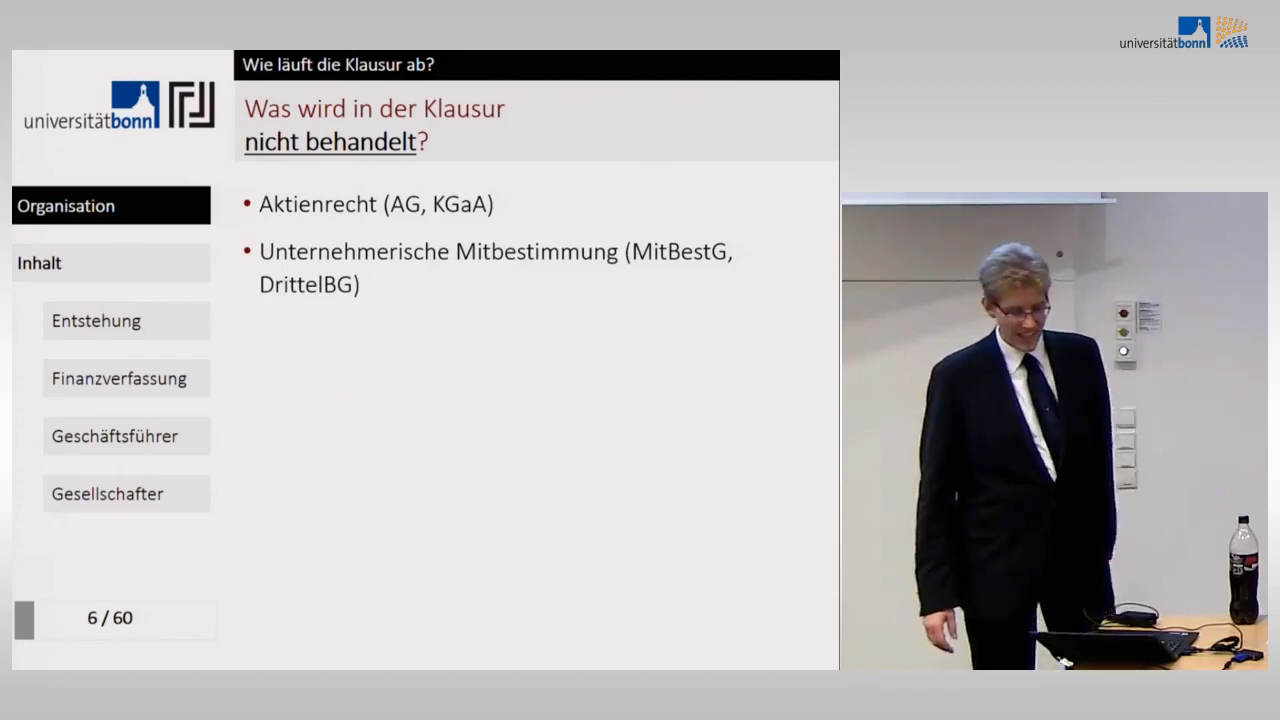 universitätbonn
Wie läuft die Klausur ab?
universitätbonn
Was wird in der Klausur
nicht behandelt?
Organisation
• Aktienrecht (AG, KGaA)
• Unternehmerische Mitbestimmung (MitBestG,
DrittelBG)
Inhalt
Entstehung
Finanzverfassung
Geschäftsführer
Gesellschafter
6 / 60